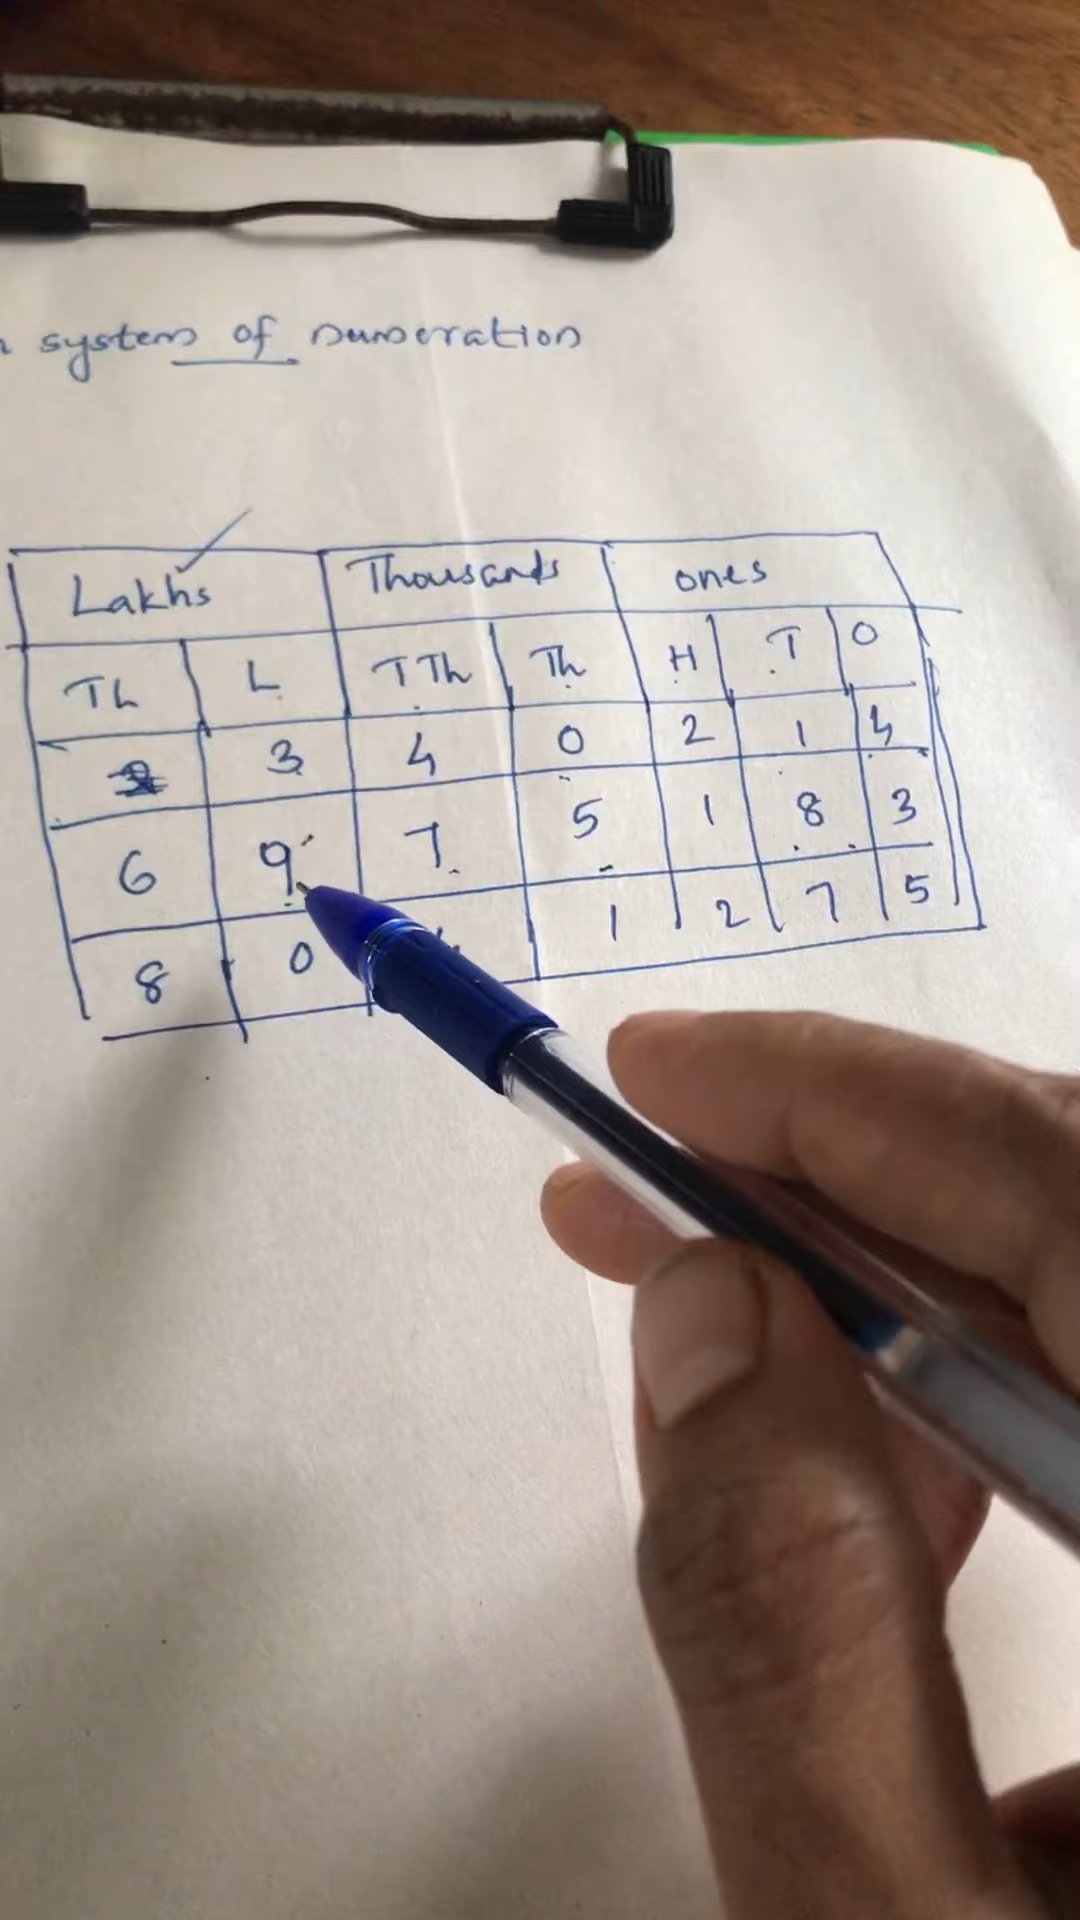 system of numeration
Lakhs Thousands ones
TL L TTh Th H T O
3 4 0 2 1 4
6 9 7 5 1 8 3
8 0 1 2 7 5